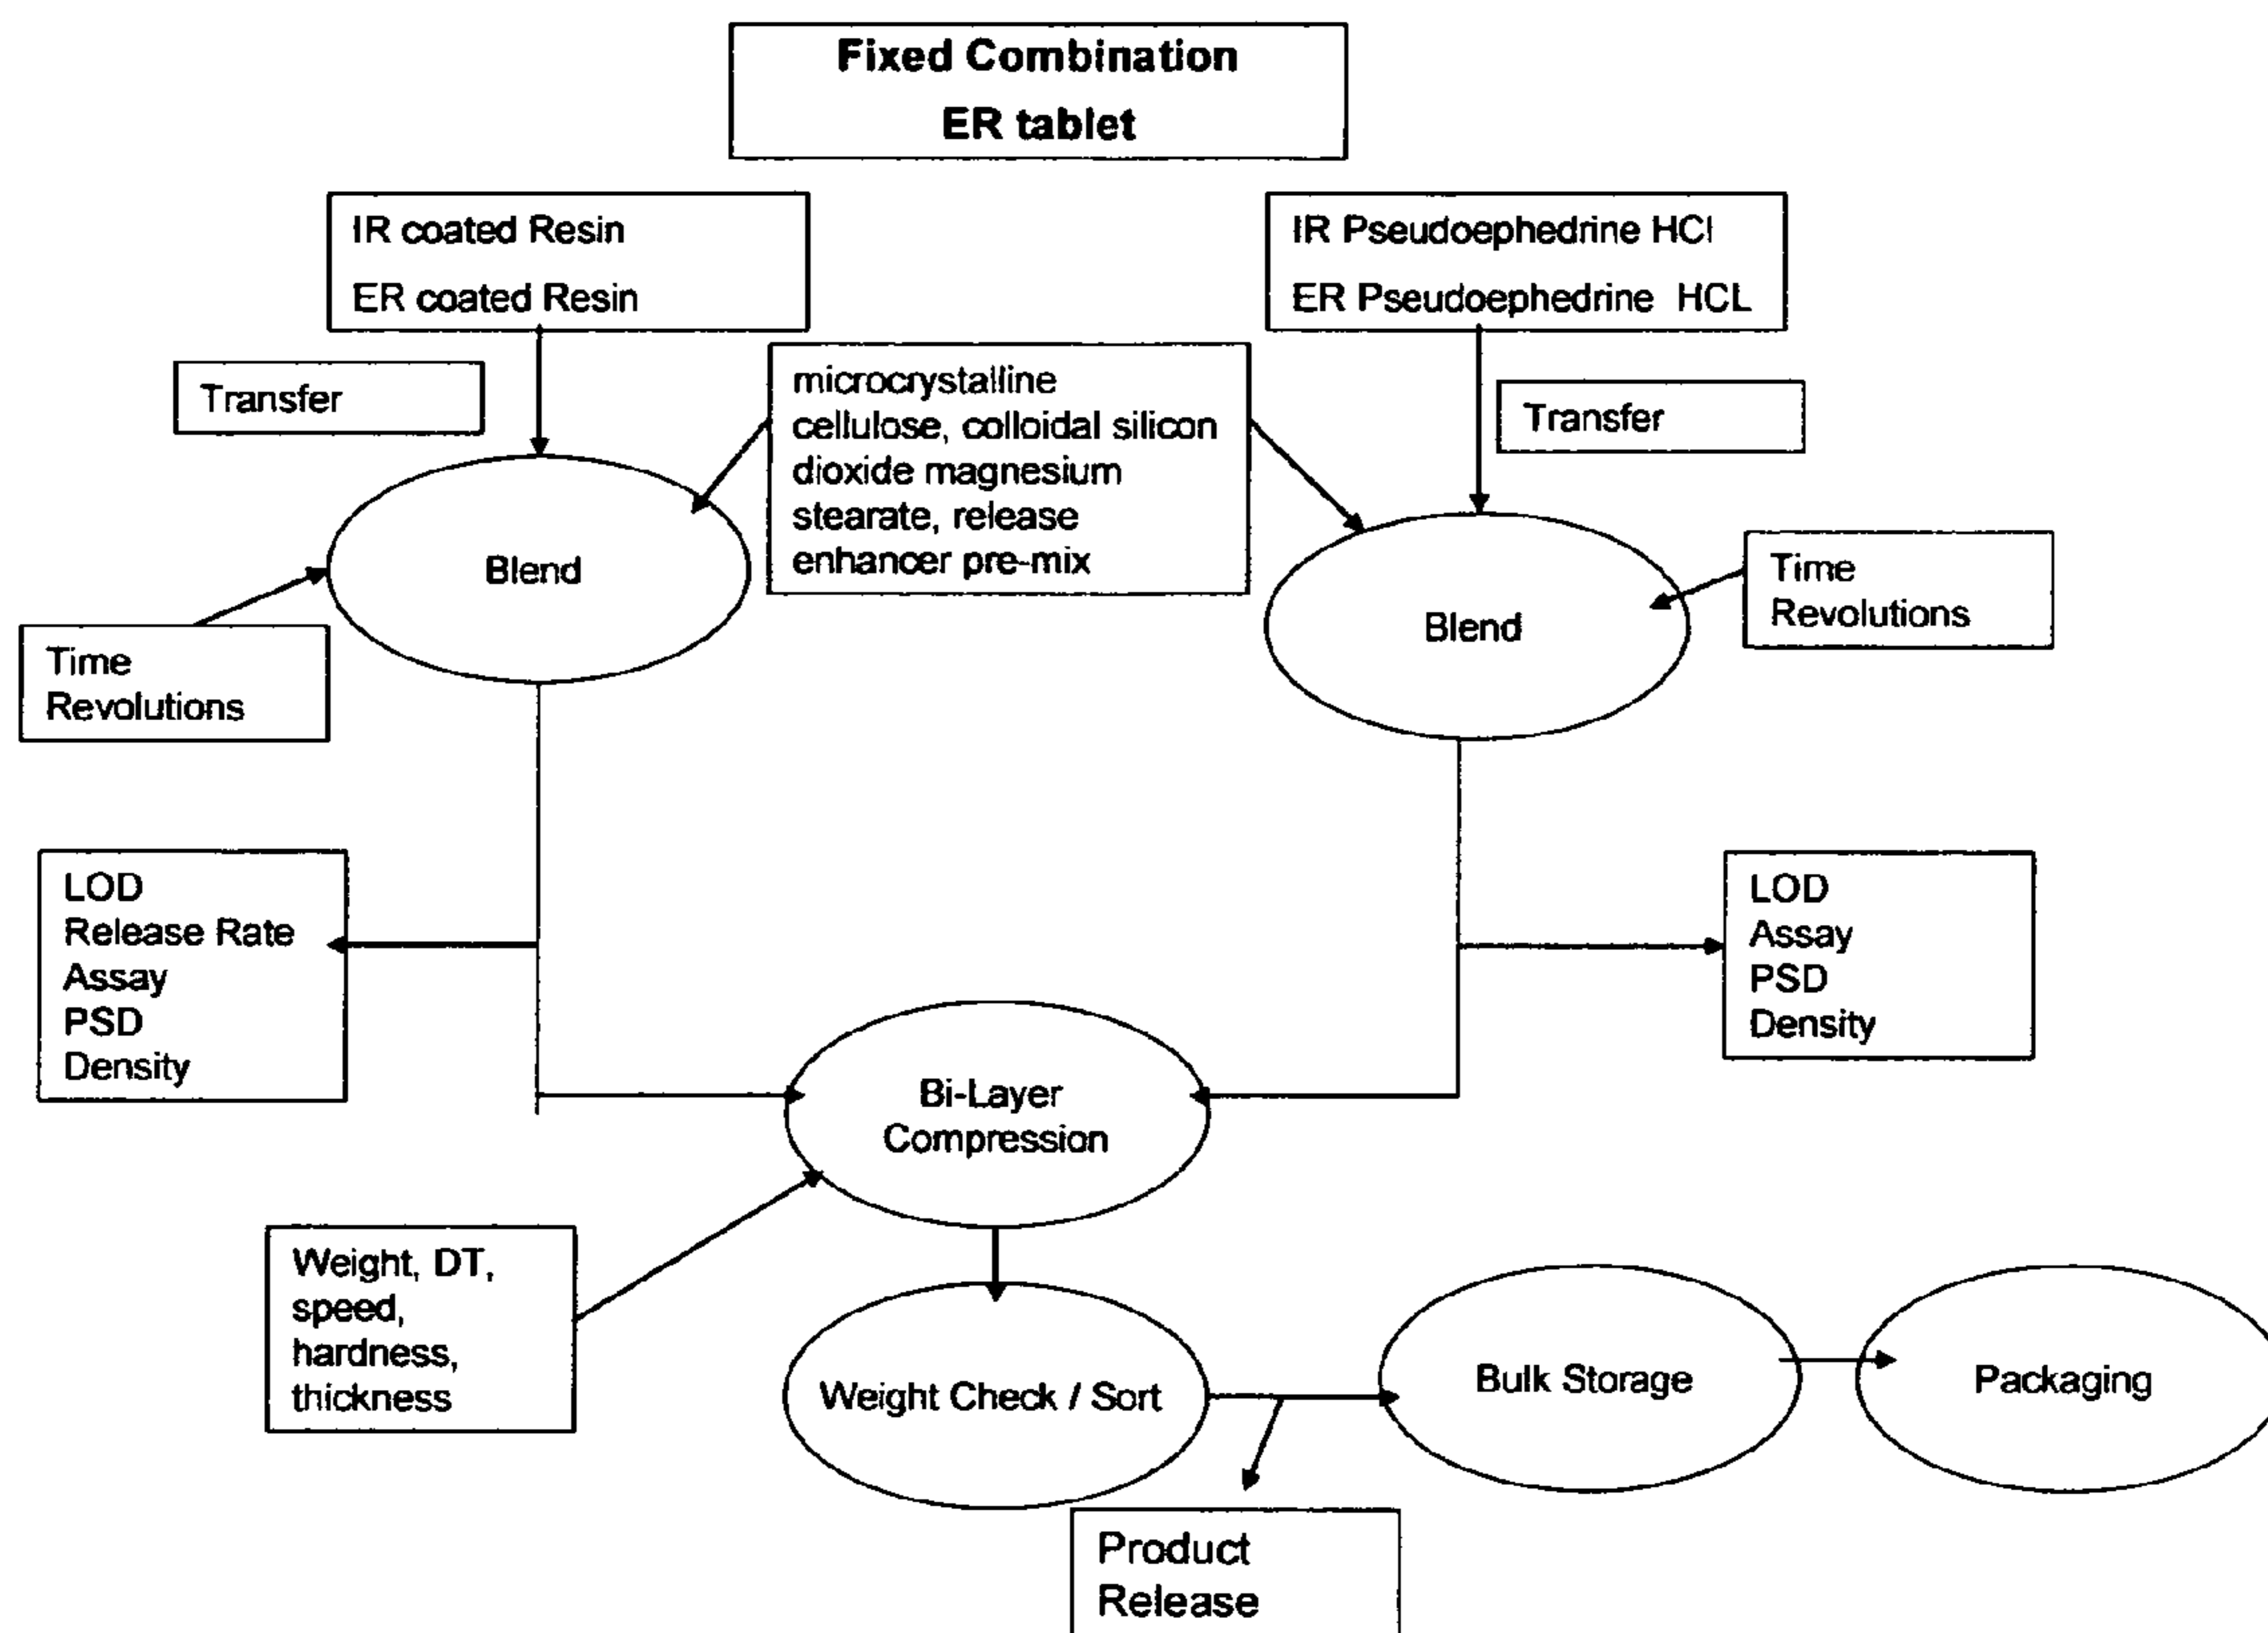 Fixed Combination
ER tablet
IR coated Resin
ER coated Resin
IR Pseudoephedrine HCl
ER Pseudoephedrine HCL
Transfer
microcrystalline
cellulose, colloidal silicon
dioxide magnesium
stearate, release
enhancer pre-mix
Transfer
Blend
Time
Revolutions
Blend
Time
Revolutions
LOD
Release Rate
Assay
PSD
Density
LOD
Assay
PSD
Density
Bi-Layer
Compression
Weight, DT,
speed,
hardness,
thickness
Weight Check / Sort
Bulk Storage
Packaging
Product
Release